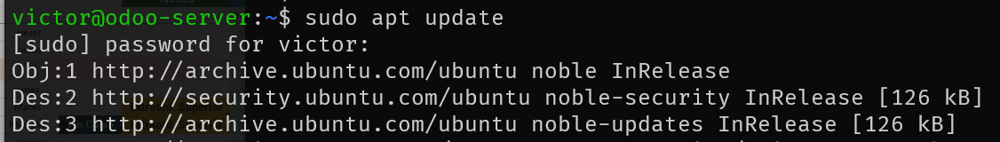 victor@odoo-server:~$ sudo apt update
[sudo] password for victor:
Obj:1 http://archive.ubuntu.com/ubuntu noble InRelease
Des:2 http://security.ubuntu.com/ubuntu noble-security InRelease [126 kB]
Des:3 http://archive.ubuntu.com/ubuntu noble-updates InRelease [126 kB]